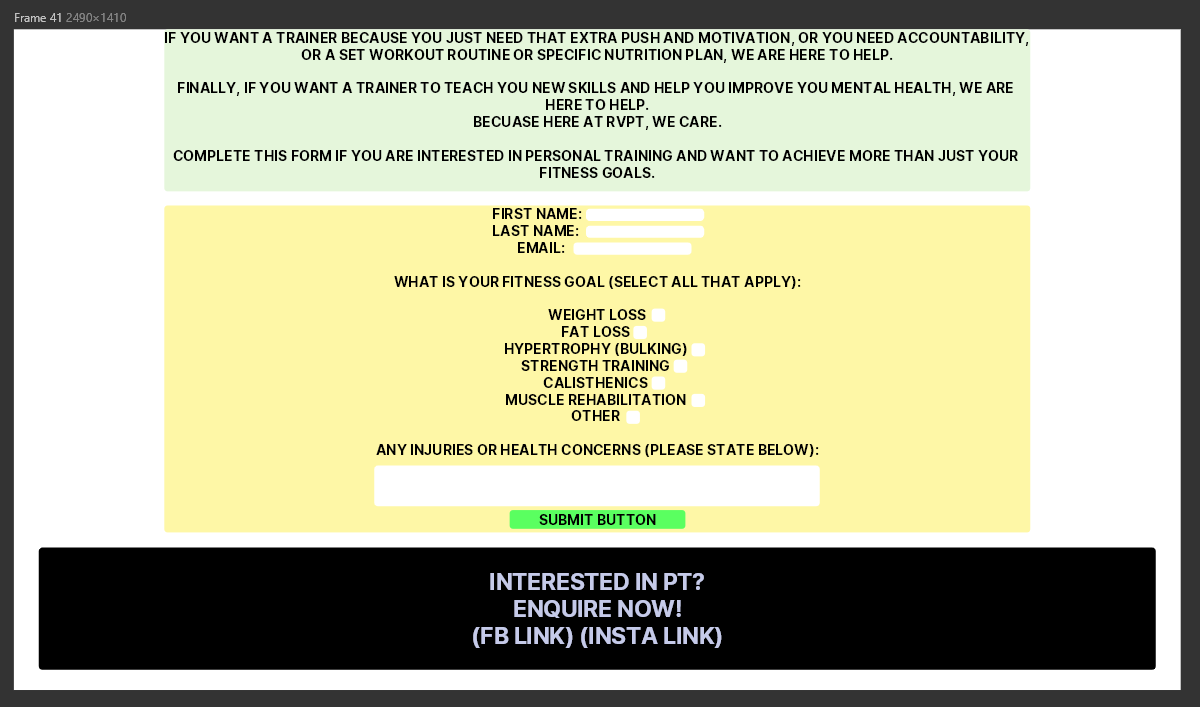 Frame 41 2490×1410
IF YOU WANT A TRAINER BECAUSE YOU JUST NEED THAT EXTRA PUSH AND MOTIVATION, OR YOU NEED ACCOUNTABILITY,
OR A SET WORKOUT ROUTINE OR SPECIFIC NUTRITION PLAN, WE ARE HERE TO HELP.
FINALLY, IF YOU WANT A TRAINER TO TEACH YOU NEW SKILLS AND HELP YOU IMPROVE YOU MENTAL HEALTH, WE ARE
HERE TO HELP.
BECUASE HERE AT RVPT, WE CARE.
COMPLETE THIS FORM IF YOU ARE INTERESTED IN PERSONAL TRAINING AND WANT TO ACHIEVE MORE THAN JUST YOUR
FITNESS GOALS.
FIRST NAME:
LAST NAME:
EMAIL:
WHAT IS YOUR FITNESS GOAL (SELECT ALL THAT APPLY):
WEIGHT LOSS
FAT LOSS
HYPERTROPHY (BULKING)
STRENGTH TRAINING
CALISTHENICS
MUSCLE REHABILITATION
OTHER
ANY INJURIES OR HEALTH CONCERNS (PLEASE STATE BELOW):
SUBMIT BUTTON
INTERESTED IN PT?
ENQUIRE NOW!
(FB LINK) (INSTA LINK)